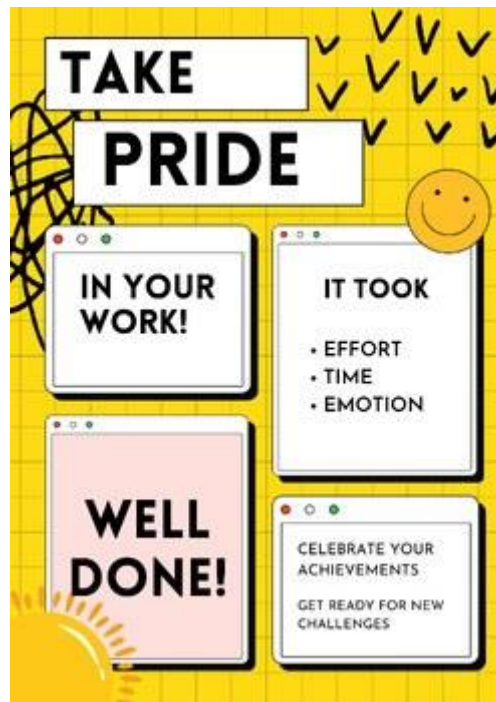 TAKE
PRIDE
IN YOUR
WORK!
IT TOOK
• EFFORT
• TIME
• EMOTION
WELL
DONE!
CELEBRATE YOUR
ACHIEVEMENTS
GET READY FOR NEW
CHALLENGES